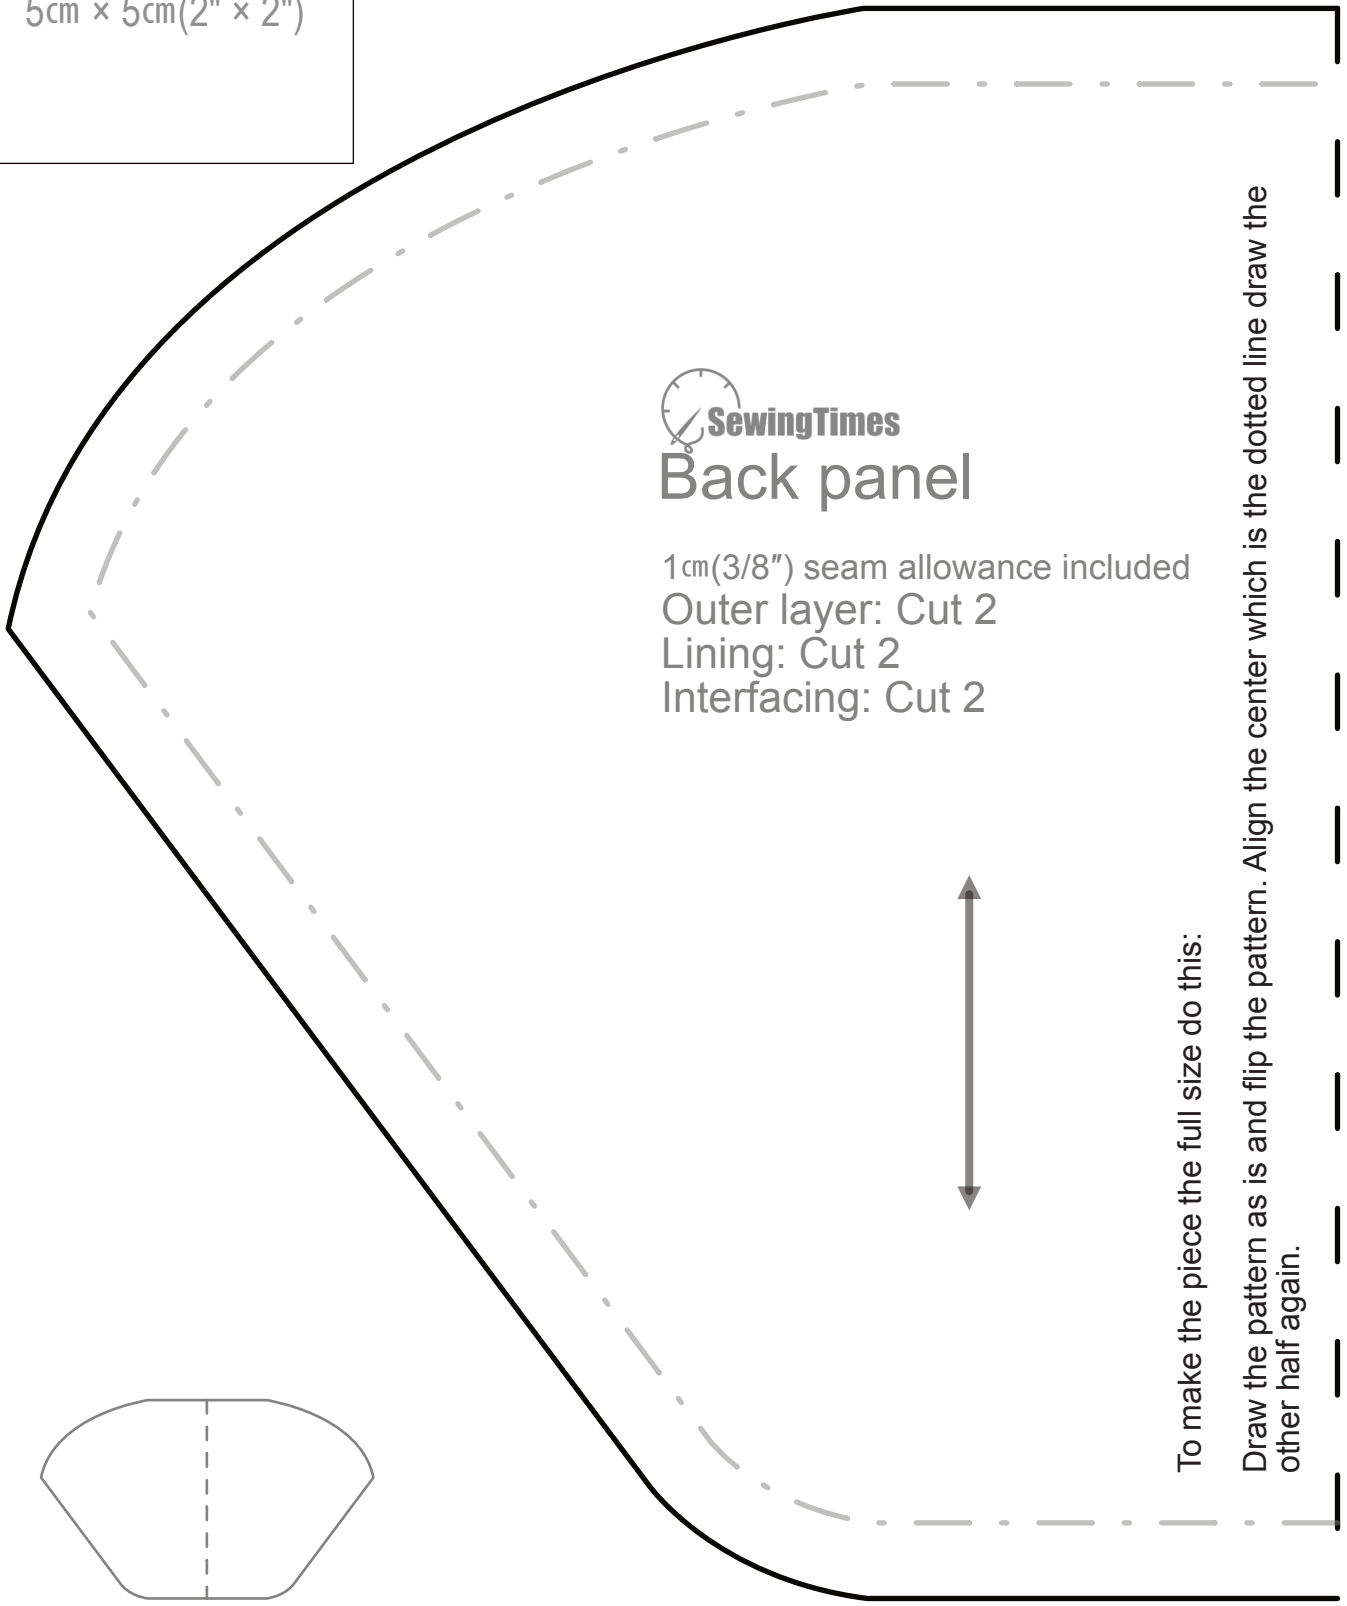 5cm × 5cm(2" × 2")
SewingTimes
Back panel
1cm(3/8") seam allowance included
Outer layer: Cut 2
Lining: Cut 2
Interfacing: Cut 2
To make the piece the full size do this:
Draw the pattern as is and flip the pattern. Align the center which is the dotted line draw the
other half again.